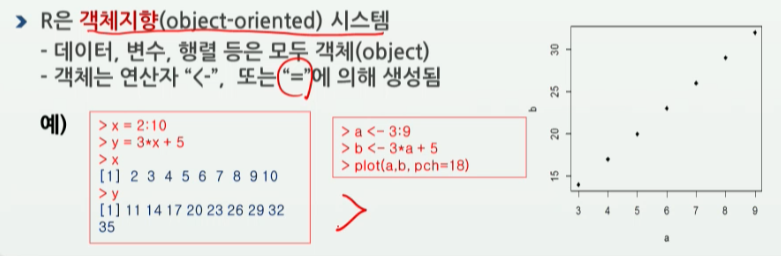 › R은 객체지향(object-oriented) 시스템
- 데이터, 변수, 행렬 등은 모두 객체(object)
- 객체는 연산자 “<-”, 또는 “=”에 의해 생성됨
예)
> x = 2:10
> y = 3*x + 5
> x
[1] 2 3 4 5 6 7 8 9 10
> y
[1] 11 14 17 20 23 26 29 32
35
> a <- 3:9
> b <- 3*a + 5
> plot(a,b, pch=18)
b
30
25
20
15
3 4 5 6 7 8 9
a